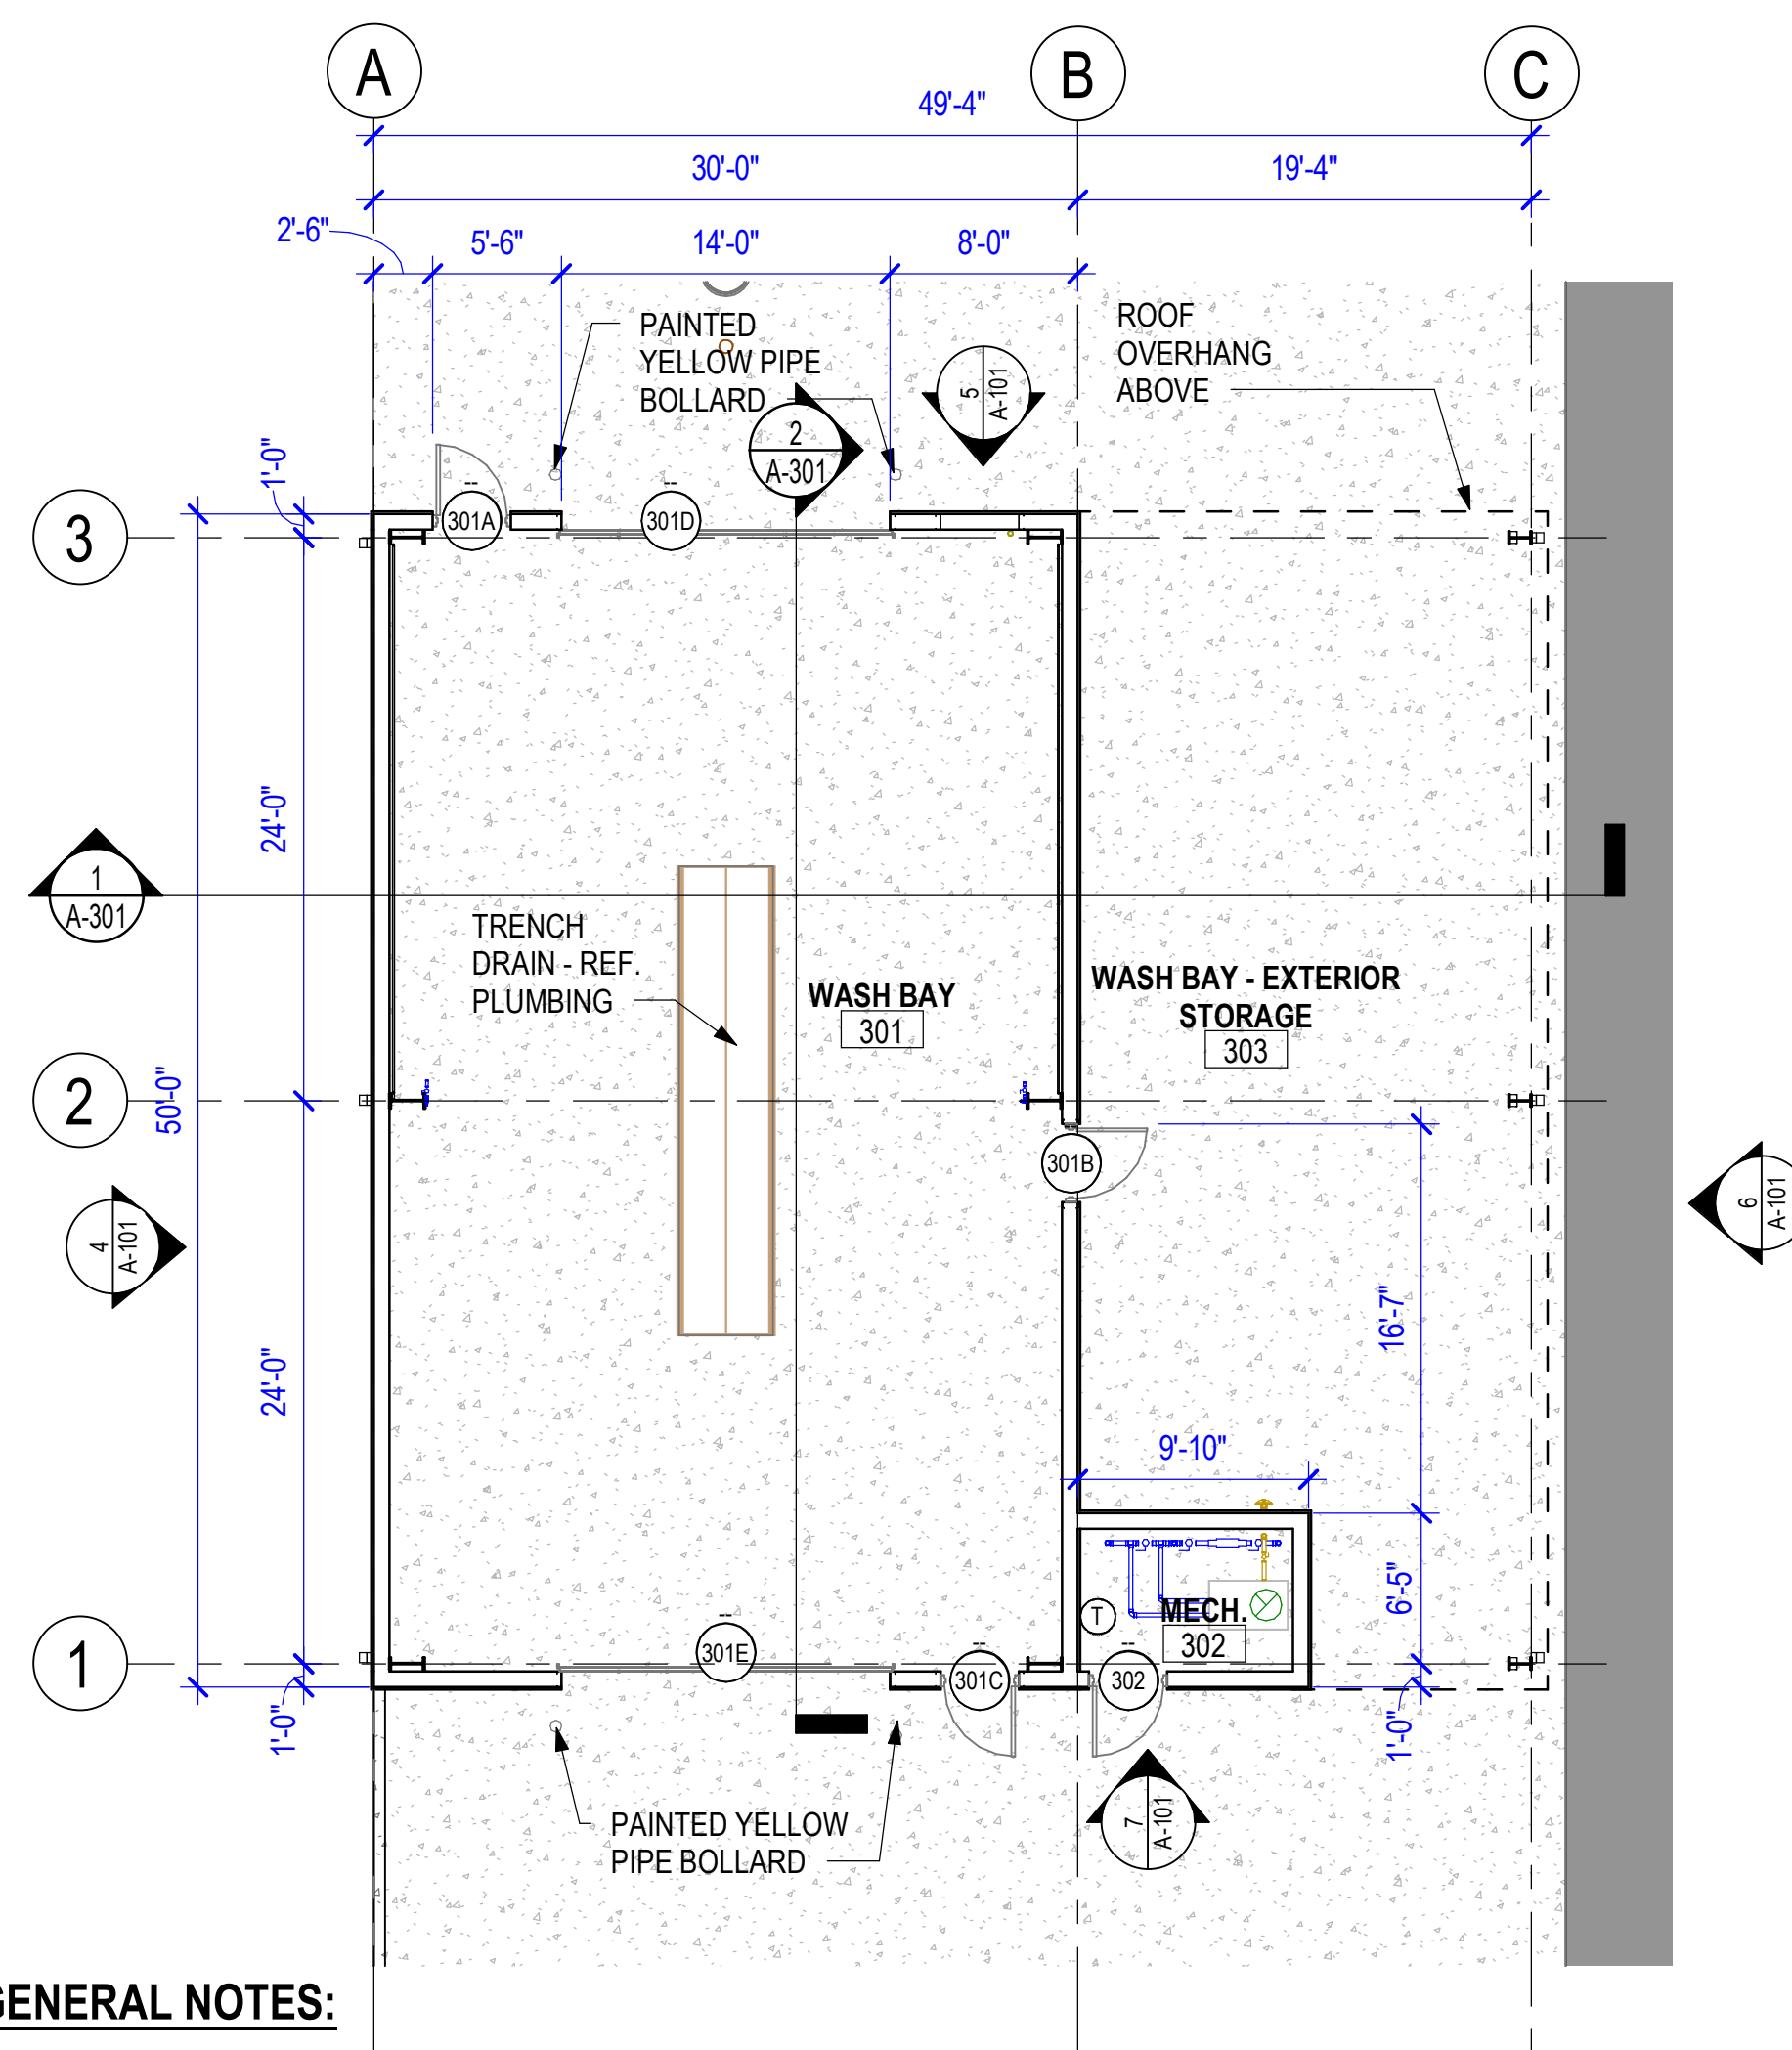 A
B
C
49'-4"
30'-0"
19'-4"
2'-6"
5'-6"
14'-0"
8'-0"
PAINTED
YELLOW PIPE
BOLLARD
ROOF
OVERHANG
ABOVE
5
A-101
2
A-301
1'-0"
3
--
301A
--
301D
24'-0"
1
A-301
TRENCH
DRAIN - REF.
PLUMBING
WASH BAY
301
WASH BAY - EXTERIOR
STORAGE
303
2
50'-0"
301B
4
A-101
6
A-101
24'-0"
16'-7"
9'-10"
6'-5"
T
MECH.
302
1
--
301E
--
301C
--
302
1'-0"
1'-0"
PAINTED YELLOW
PIPE BOLLARD
7
A-101
GENERAL NOTES: